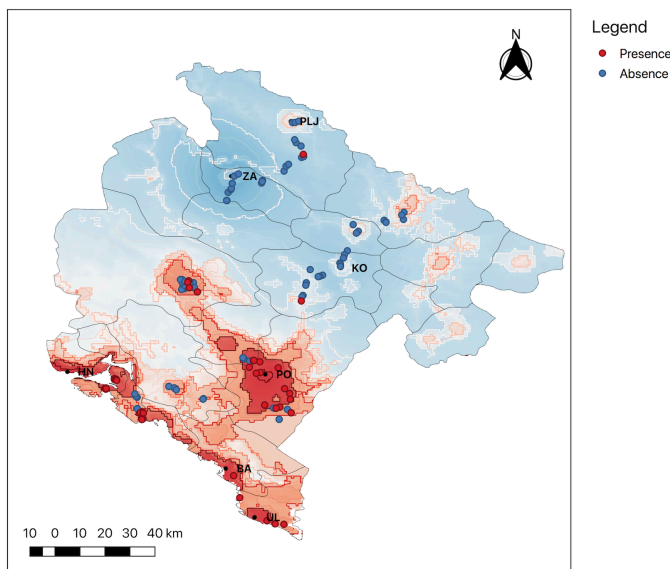 Legend
N
Presence
Absence
PLJ
ZA
KO
HN
PO
BA
UL
10 0 10 20 30 40 km